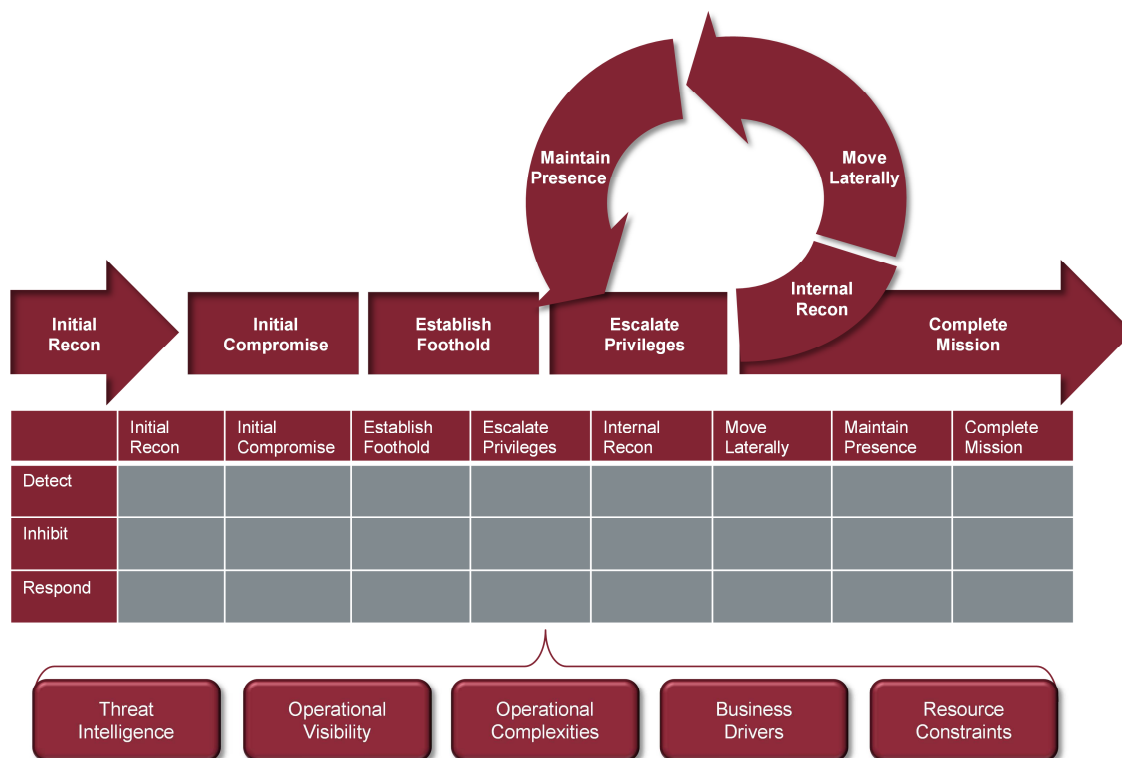 Maintain
Presence
Move
Laterally
Internal
Recon
Initial
Recon
Initial
Compromise
Establish
Foothold
Escalate
Privileges
Complete
Mission
Initial
Recon
Initial
Compromise
Establish
Foothold
Escalate
Privileges
Internal
Recon
Move
Laterally
Maintain
Presence
Complete
Mission
Detect
Inhibit
Respond
Threat
Intelligence
Operational
Visibility
Operational
Complexities
Business
Drivers
Resource
Constraints